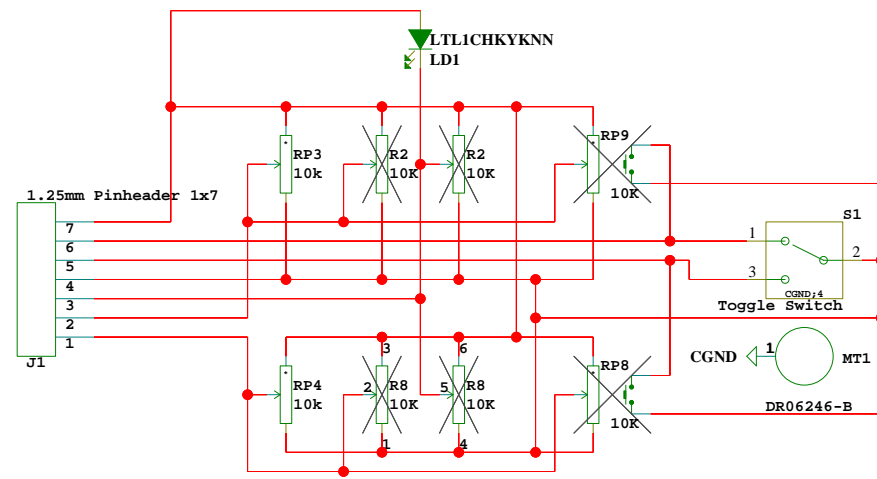 LTL1CHKYKNN
LD1
RP3
10k
R2
10K
R2
10K
RP9
10K
1.25mm Pinheader 1x7
7
6
5
4
3
2
1
J1
S1
1
2
3
CGND;4
Toggle Switch
CGND
1
MT1
DR06246-B
RP4
10k
3
2
R8
10K
1
6
5
R8
10K
4
RP8
10K